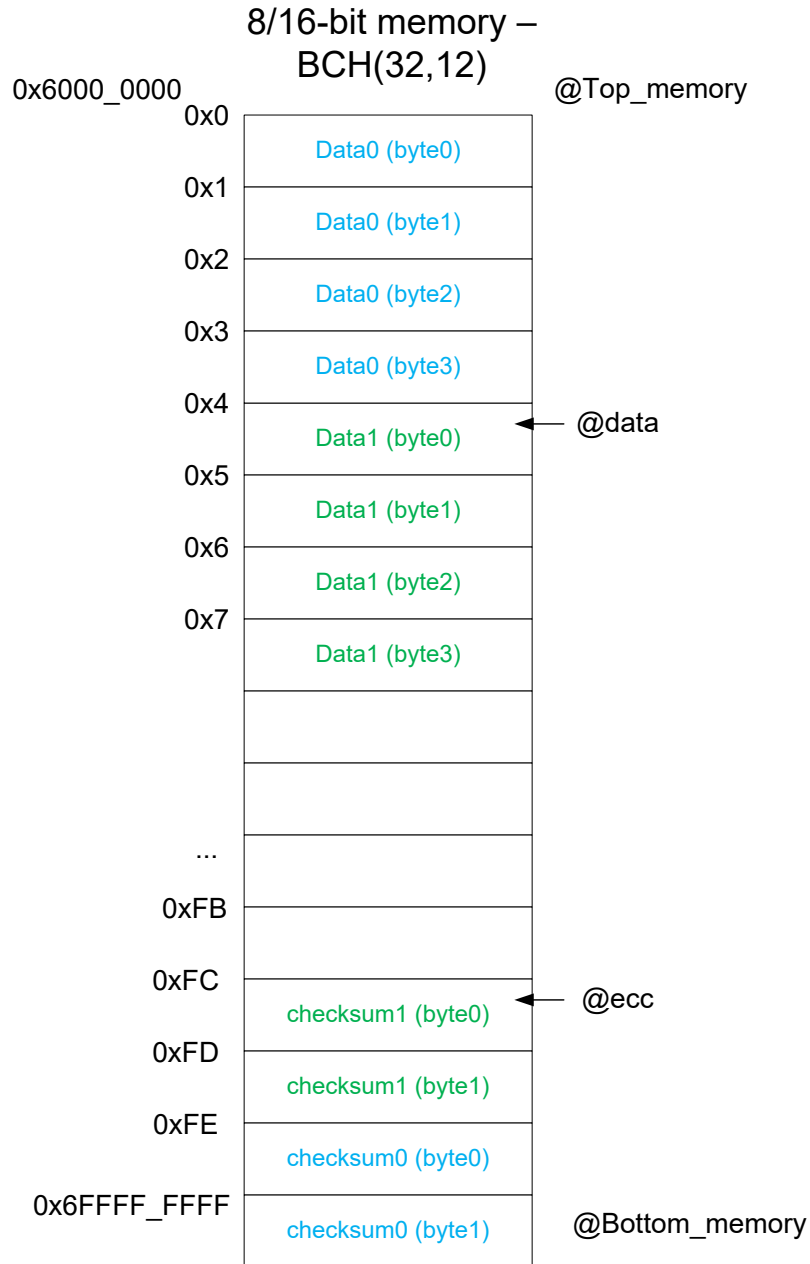 8/16-bit memory –
BCH(32,12)
0x6000_0000
@Top_memory
0x0
Data0 (byte0)
0x1
Data0 (byte1)
0x2
Data0 (byte2)
0x3
Data0 (byte3)
0x4
@data
Data1 (byte0)
0x5
Data1 (byte1)
0x6
Data1 (byte2)
0x7
Data1 (byte3)
...
0xFB
0xFC
@ecc
checksum1 (byte0)
0xFD
checksum1 (byte1)
0xFE
checksum0 (byte0)
0x6FFFF_FFFF
checksum0 (byte1)
@Bottom_memory